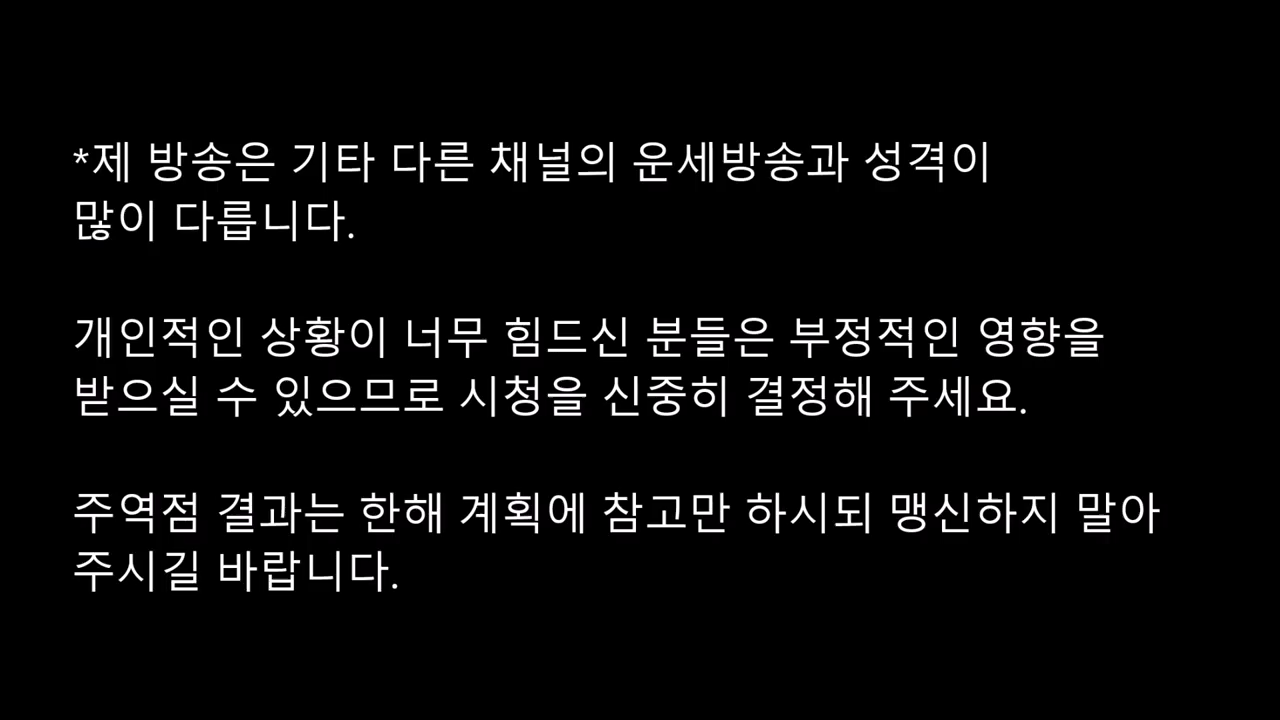 *제 방송은 기타 다른 채널의 운세방송과 성격이
많이 다릅니다.
개인적인 상황이 너무 힘드신 분들은 부정적인 영향을
받으실 수 있으므로 시청을 신중히 결정해 주세요.
주역점 결과는 한해 계획에 참고만 하시되 맹신하지 말아
주시길 바랍니다.